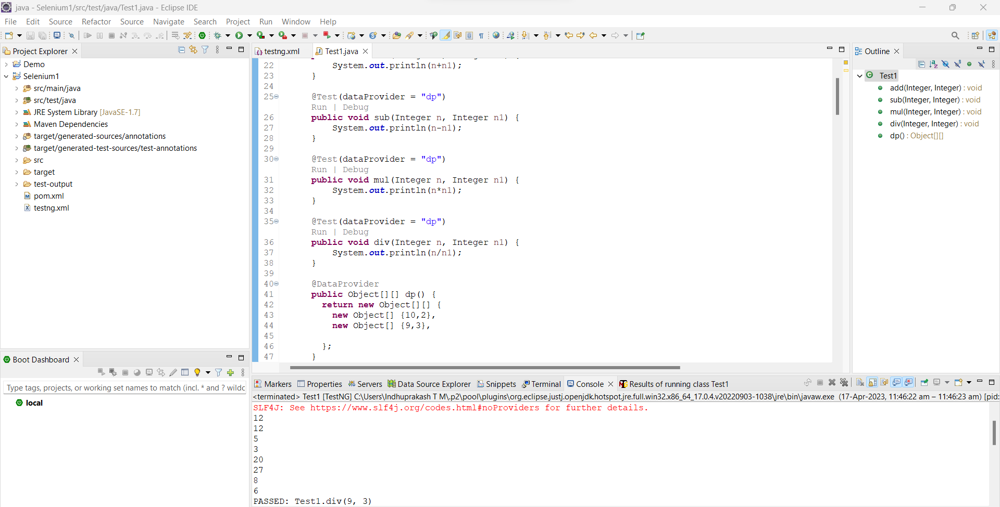 java - Selenium1/src/test/java/Test1.java - Eclipse IDE
File Edit Source Refactor Source Navigate Search Project Run Window Help
Project Explorer
Demo
Selenium1
src/main/java
src/test/java
JRE System Library [JavaSE-1.7]
Maven Dependencies
target/generated-sources/annotations
target/generated-test-sources/test-annotations
src
target
test-output
pom.xml
testng.xml
Boot Dashboard
Type tags, projects, or working set names to match (incl. * and ? wildc
local
testng.xml Test1.java
22 System.out.println(n+n1);
23 }
24
25 @Test(dataProvider = "dp")
Run | Debug
26 public void sub(Integer n, Integer n1) {
27 System.out.println(n-n1);
28 }
29
30 @Test(dataProvider = "dp")
Run | Debug
31 public void mul(Integer n, Integer n1) {
32 System.out.println(n*n1);
33 }
34
35 @Test(dataProvider = "dp")
Run | Debug
36 public void div(Integer n, Integer n1) {
37 System.out.println(n/n1);
38 }
39
40 @DataProvider
41 public Object[][] dp() {
42 return new Object[][] {
43 new Object[] {10,2},
44 new Object[] {9,3},
45
46 };
47 }
Outline
Test1
add(Integer, Integer) : void
sub(Integer, Integer) : void
mul(Integer, Integer) : void
div(Integer, Integer) : void
dp() : Object[][]
Markers Properties Servers Data Source Explorer Snippets Terminal Console Results of running class Test1
<terminated> Test1 [TestNG] C:\Users\Indhuprakash T M\.p2\pool\plugins\org.eclipse.justj.openjdk.hotspot.jre.full.win32.x86_64_17.0.4.v20220903-1038\jre\bin\javaw.exe (17-Apr-2023, 11:46:22 am – 11:46:23 am) [pid:
SLF4J: See https://www.slf4j.org/codes.html#noProviders for further details.
12
12
5
3
20
27
8
6
PASSED: Test1.div(9, 3)